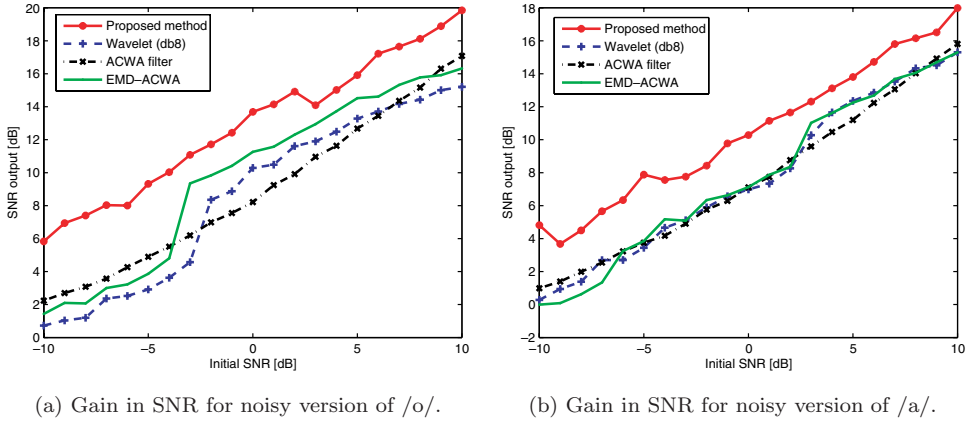 20
18
16
14
12
10
8
6
4
2
0
SNR output [dB]
Proposed method
Wavelet (db8)
ACWA filter
EMD–ACWA
−10
−5
0
5
10
Initial SNR [dB]
(a) Gain in SNR for noisy version of /o/.
18
16
14
12
10
8
6
4
2
0
−2
SNR output [dB]
Proposed method
Wavelet (db8)
ACWA filter
EMD–ACWA
−10
−5
0
5
10
Initial SNR [dB]
(b) Gain in SNR for noisy version of /a/.